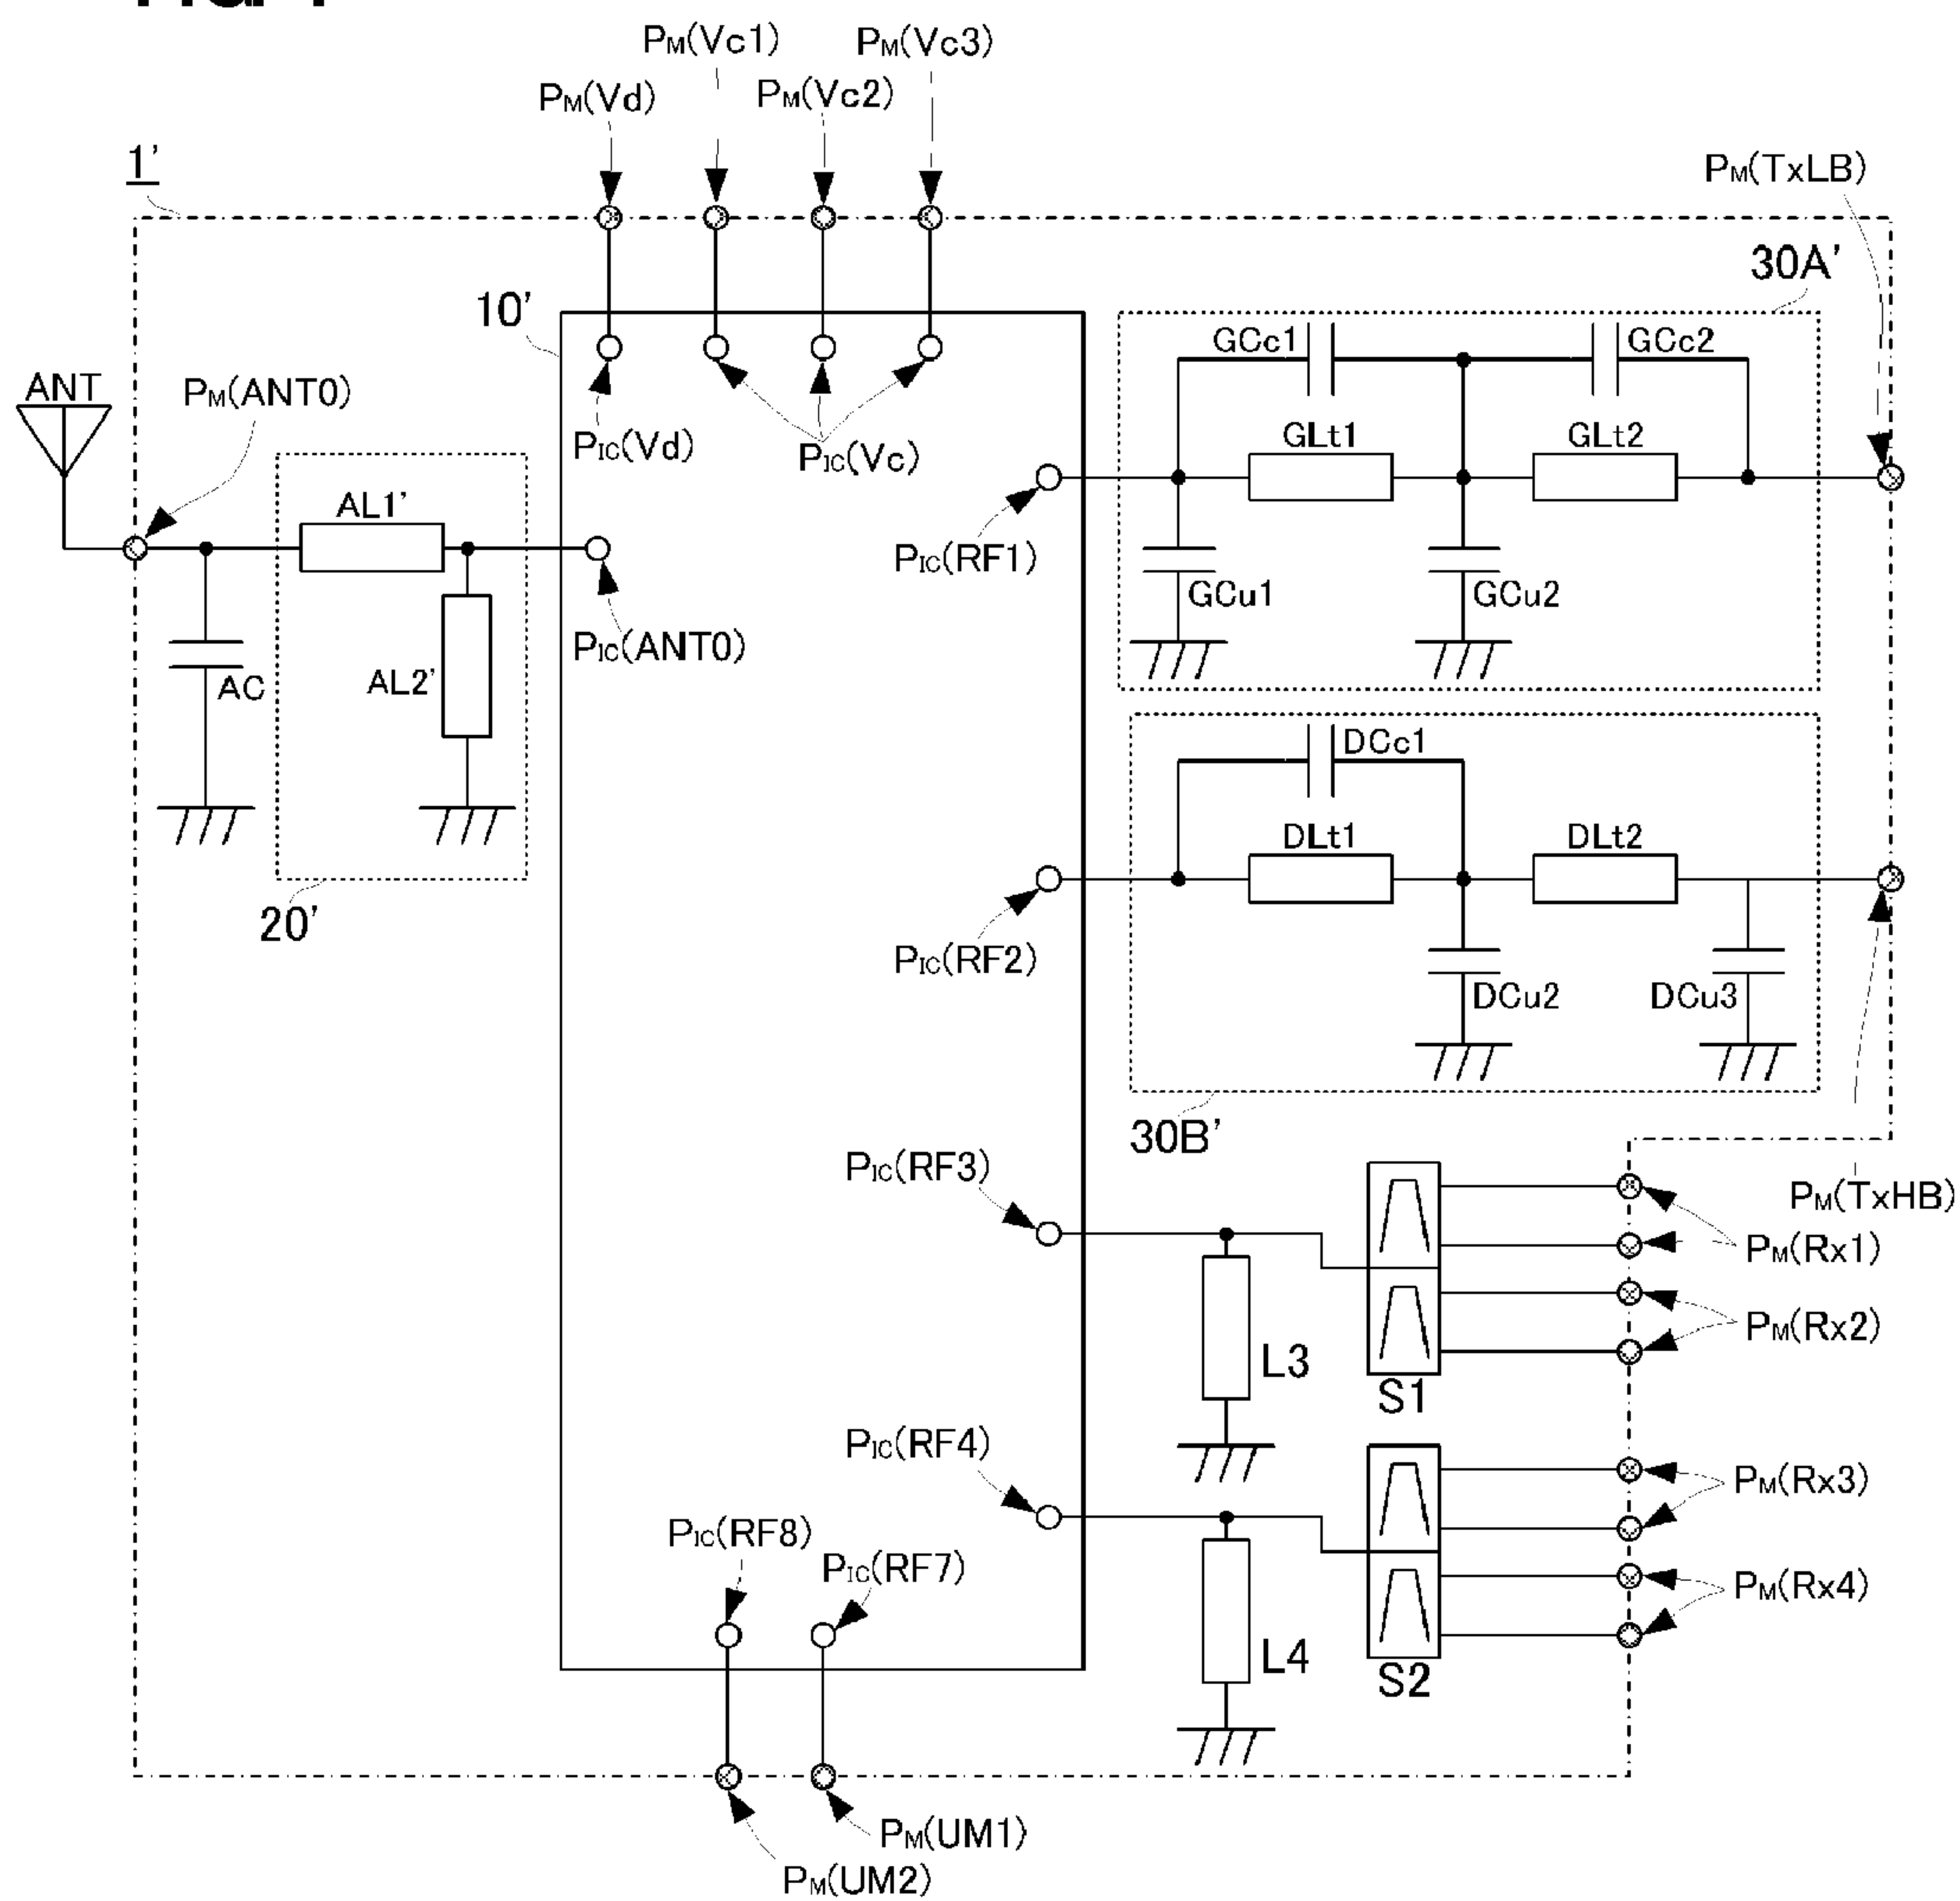 PM(Vc1)
PM(Vc3)
PM(Vd)
PM(Vc2)
1'
PM(TxLB)
30A'
10'
GCc1
GCc2
ANT
PM(ANT0)
PIC(Vd)
PIC(Vc)
GLt1
GLt2
AL1'
PIC(RF1)
GCu1
GCu2
PIC(ANT0)
AL2'
AC
DCc1
DLt1
DLt2
20'
PIC(RF2)
DCu2
DCu3
30B'
PIC(RF3)
PM(TxHB)
PM(Rx1)
PM(Rx2)
L3
S1
PIC(RF4)
PM(Rx3)
PIC(RF8)
PIC(RF7)
PM(Rx4)
L4
S2
PM(UM1)
PM(UM2)